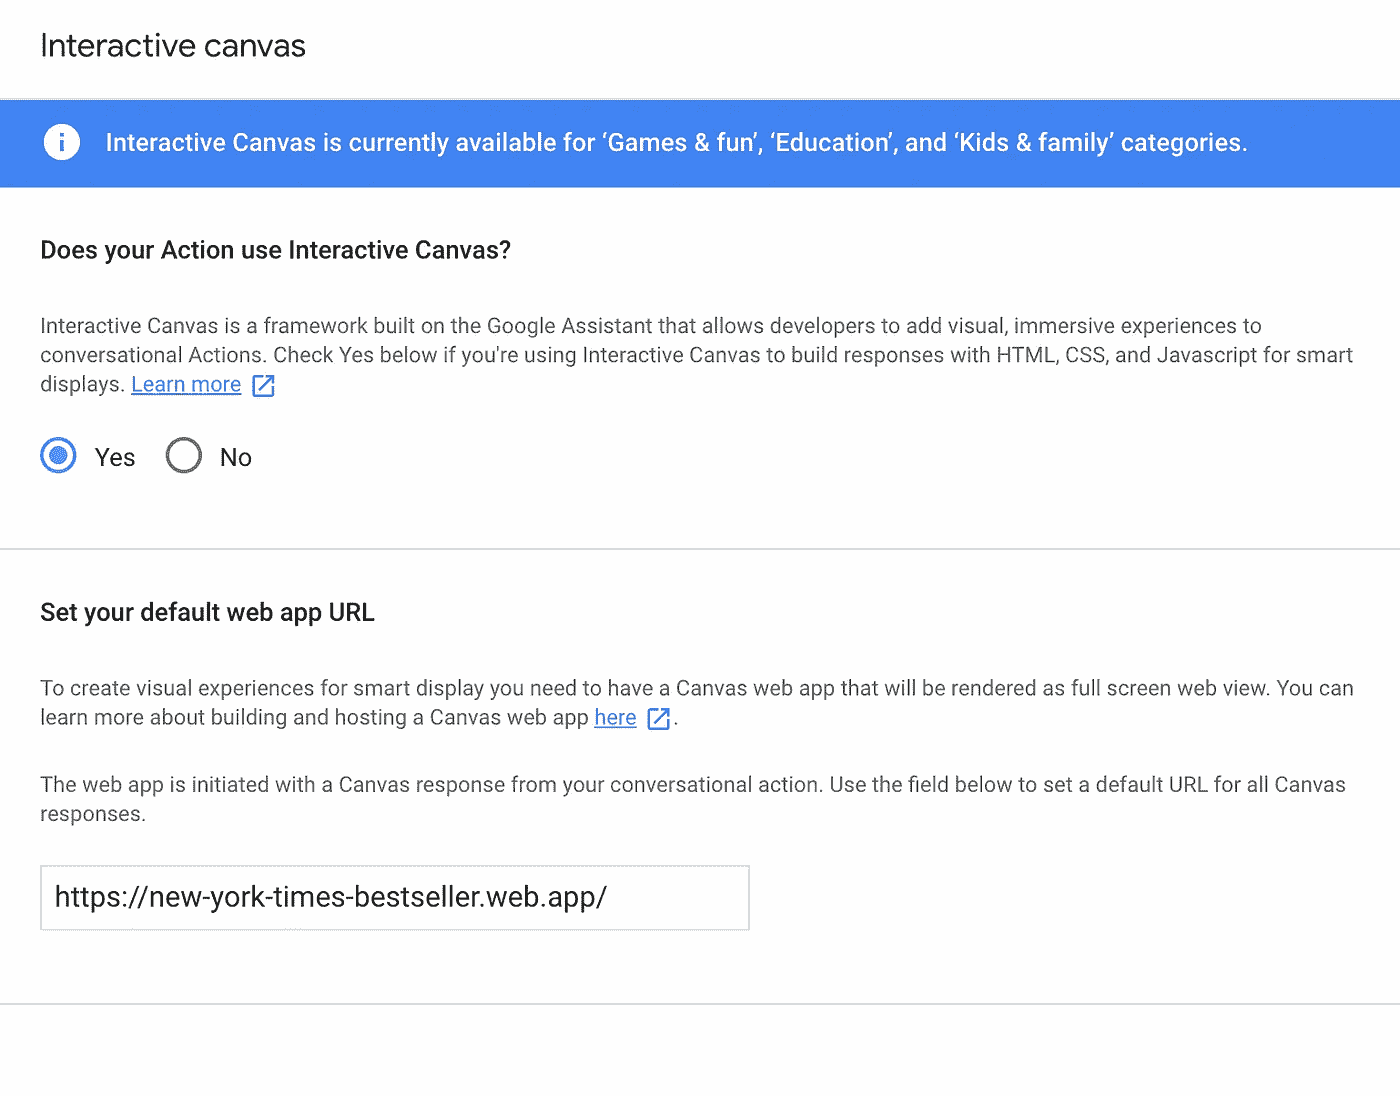 Interactive canvas
Interactive Canvas is currently available for ‘Games & fun’, ‘Education’, and ‘Kids & family’ categories.
Does your Action use Interactive Canvas?
Interactive Canvas is a framework built on the Google Assistant that allows developers to add visual, immersive experiences to
conversational Actions. Check Yes below if you're using Interactive Canvas to build responses with HTML, CSS, and Javascript for smart
displays. Learn more
Yes No
Set your default web app URL
To create visual experiences for smart display you need to have a Canvas web app that will be rendered as full screen web view. You can
learn more about building and hosting a Canvas web app here .
The web app is initiated with a Canvas response from your conversational action. Use the field below to set a default URL for all Canvas
responses.
https://new-york-times-bestseller.web.app/